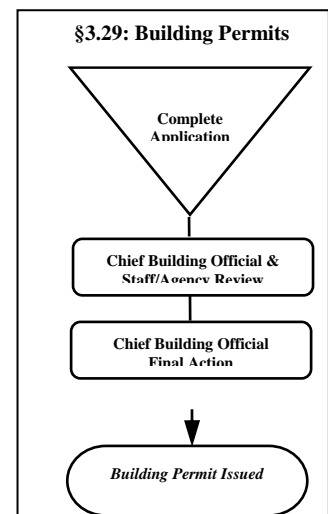 §3.29: Building Permits
Complete
Application
Chief Building Official &
Staff/Agency Review
Chief Building Official
Final Action
Building Permit Issued